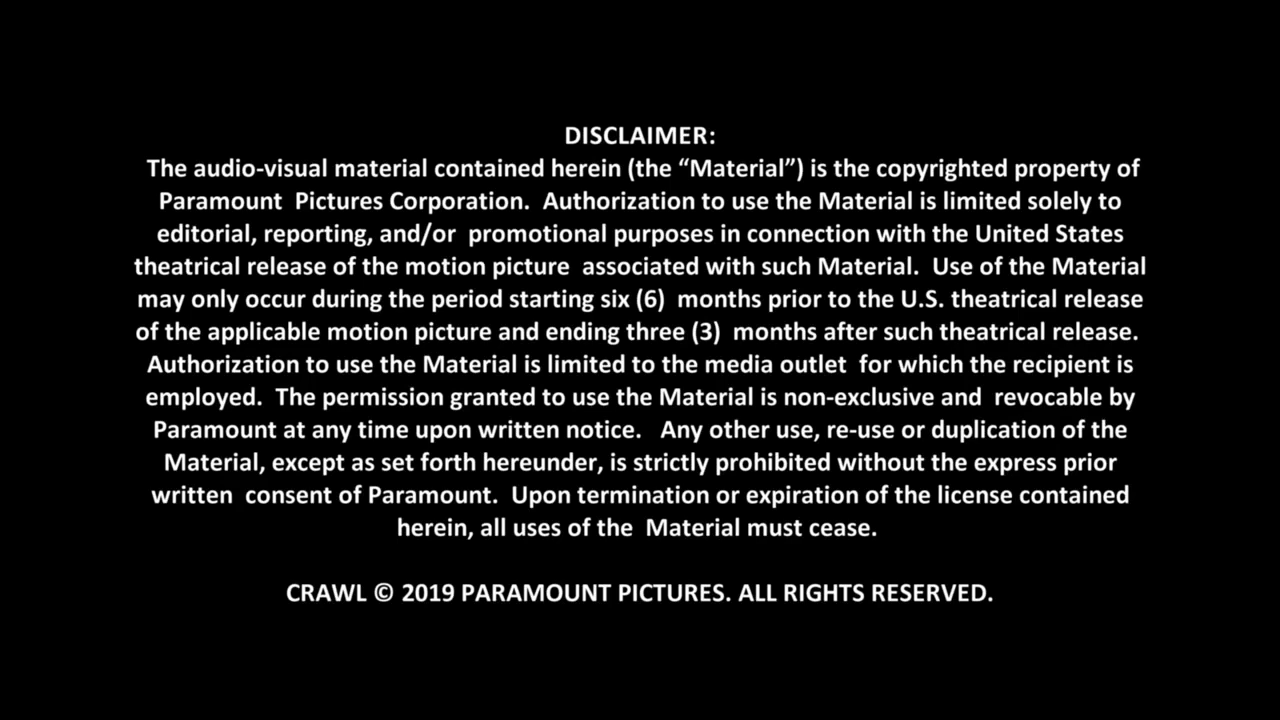 DISCLAIMER:
The audio-visual material contained herein (the “Material”) is the copyrighted property of
Paramount  Pictures Corporation.  Authorization to use the Material is limited solely to
editorial, reporting, and/or  promotional purposes in connection with the United States
theatrical release of the motion picture  associated with such Material.  Use of the Material
may only occur during the period starting six (6)  months prior to the U.S. theatrical release
of the applicable motion picture and ending three (3)  months after such theatrical release.
Authorization to use the Material is limited to the media outlet  for which the recipient is
employed.  The permission granted to use the Material is non-exclusive and  revocable by
Paramount at any time upon written notice.   Any other use, re-use or duplication of the
Material, except as set forth hereunder, is strictly prohibited without the express prior
written  consent of Paramount.  Upon termination or expiration of the license contained
herein, all uses of the  Material must cease.
CRAWL © 2019 PARAMOUNT PICTURES. ALL RIGHTS RESERVED.